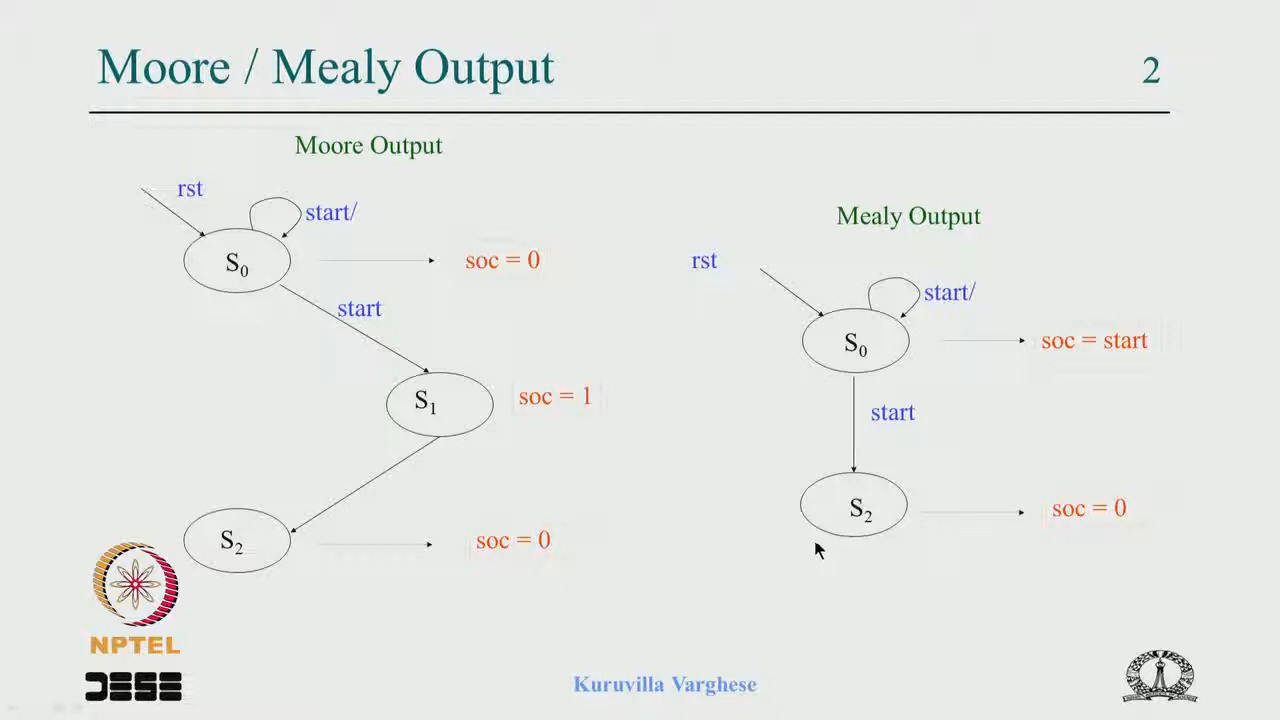 Moore / Mealy Output
2
Moore Output
rst
start/
S0
soc = 0
start
S1
soc = 1
S2
soc = 0
Mealy Output
rst
start/
S0
soc = start
start
S2
soc = 0
NPTEL
DESE
Kuruvilla Varghese